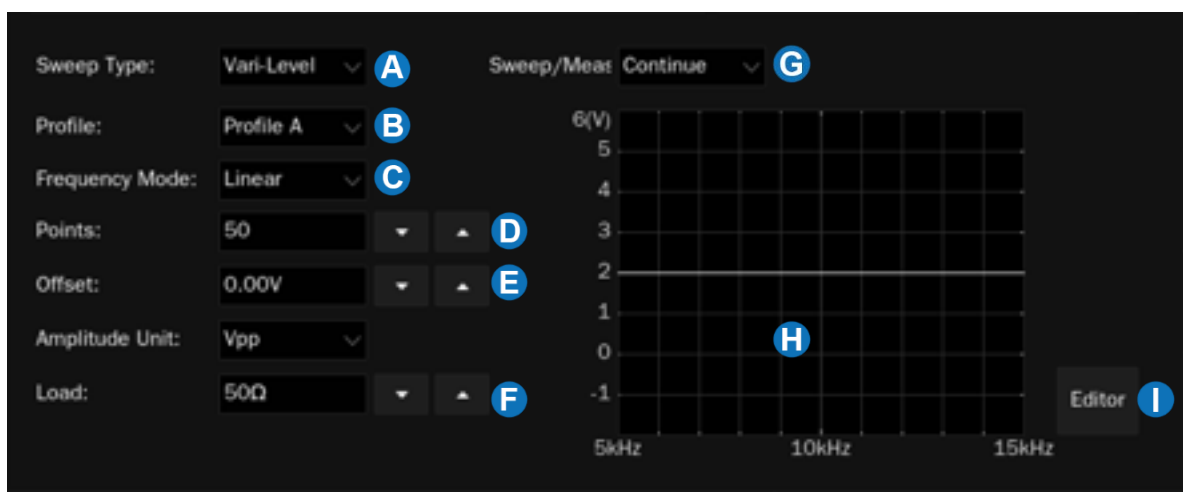 Sweep Type: Vari-Level A Sweep/Meas Continue G
Profile: Profile A B
Frequency Mode: Linear C
Points: 50 D
Offset: 0.00V E
Amplitude Unit: Vpp
Load: 50Ω F
6(V)
5
4
3
2
1
0
-1
5kHz 10kHz 15kHz
H
Editor I